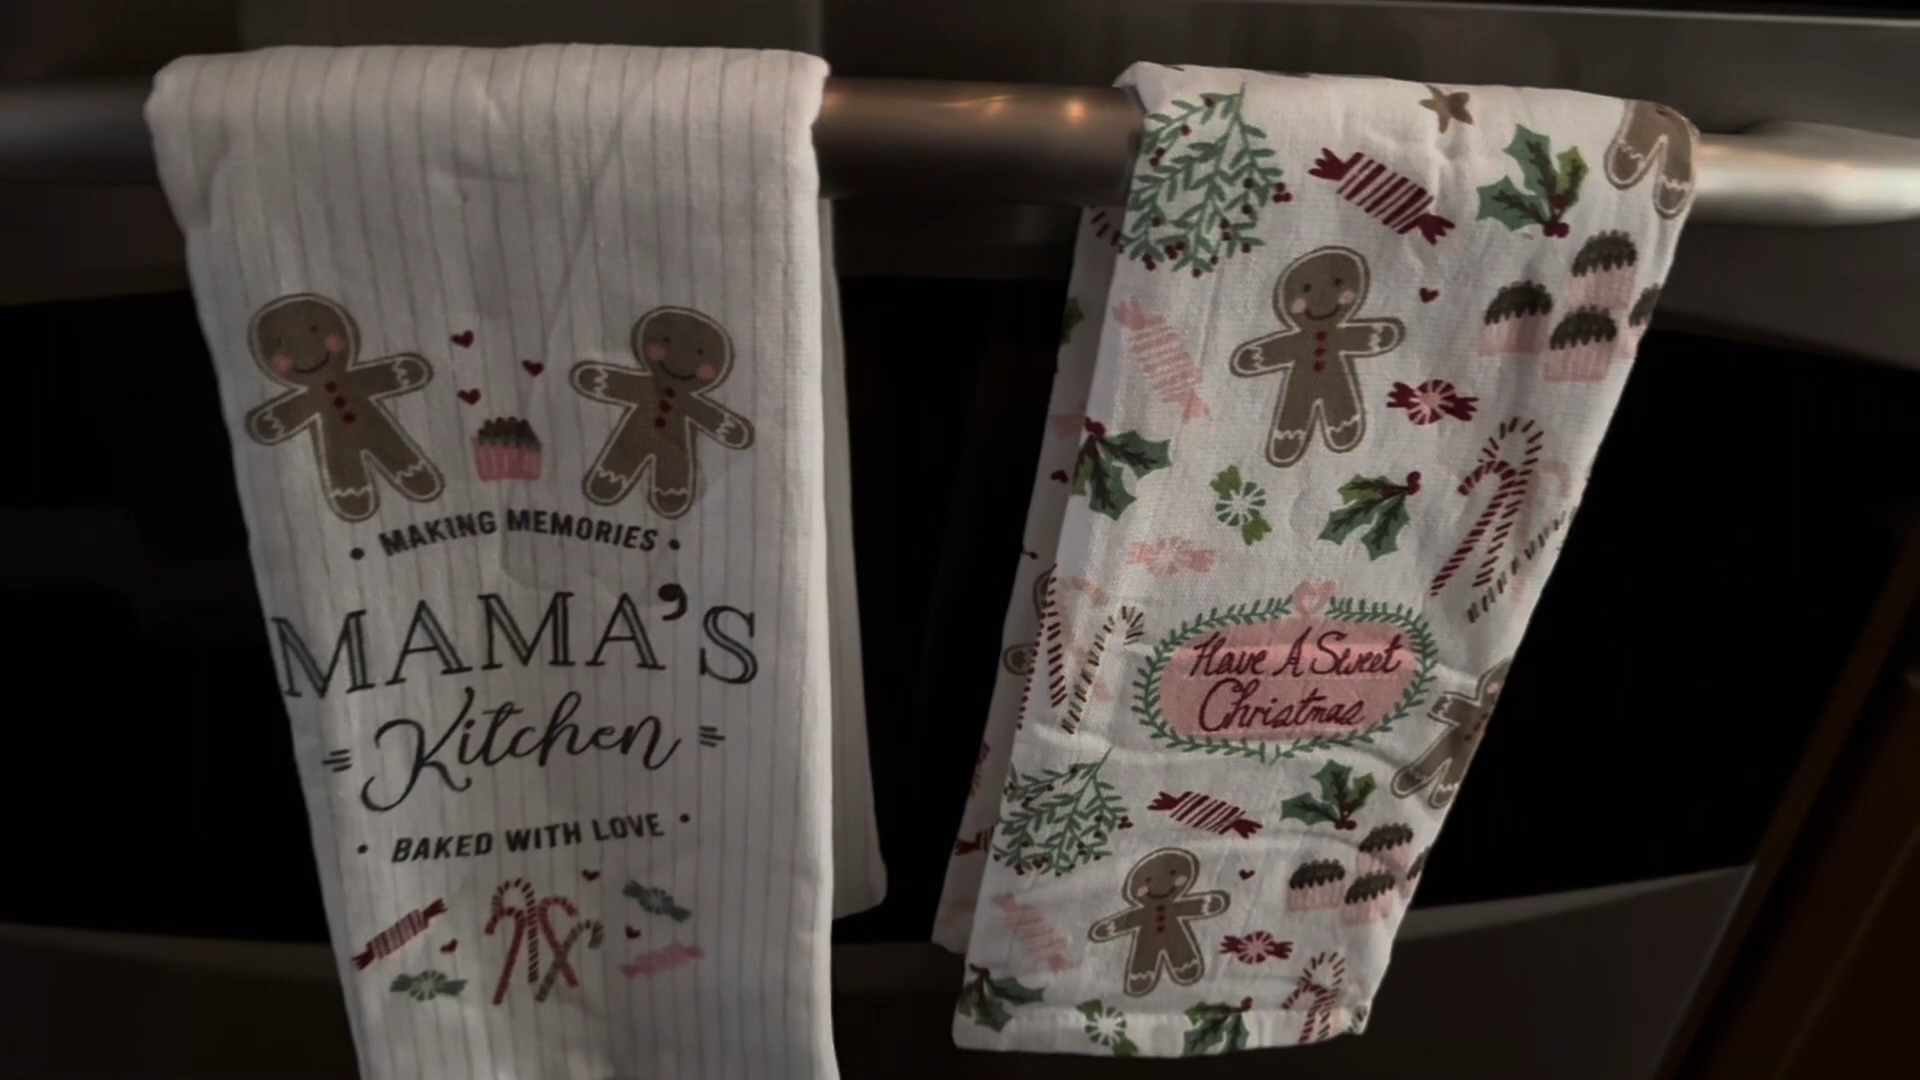 MAKING MEMORIES
MAMA'S
Kitchen
BAKED WITH LOVE
Have A Sweet
Christmas